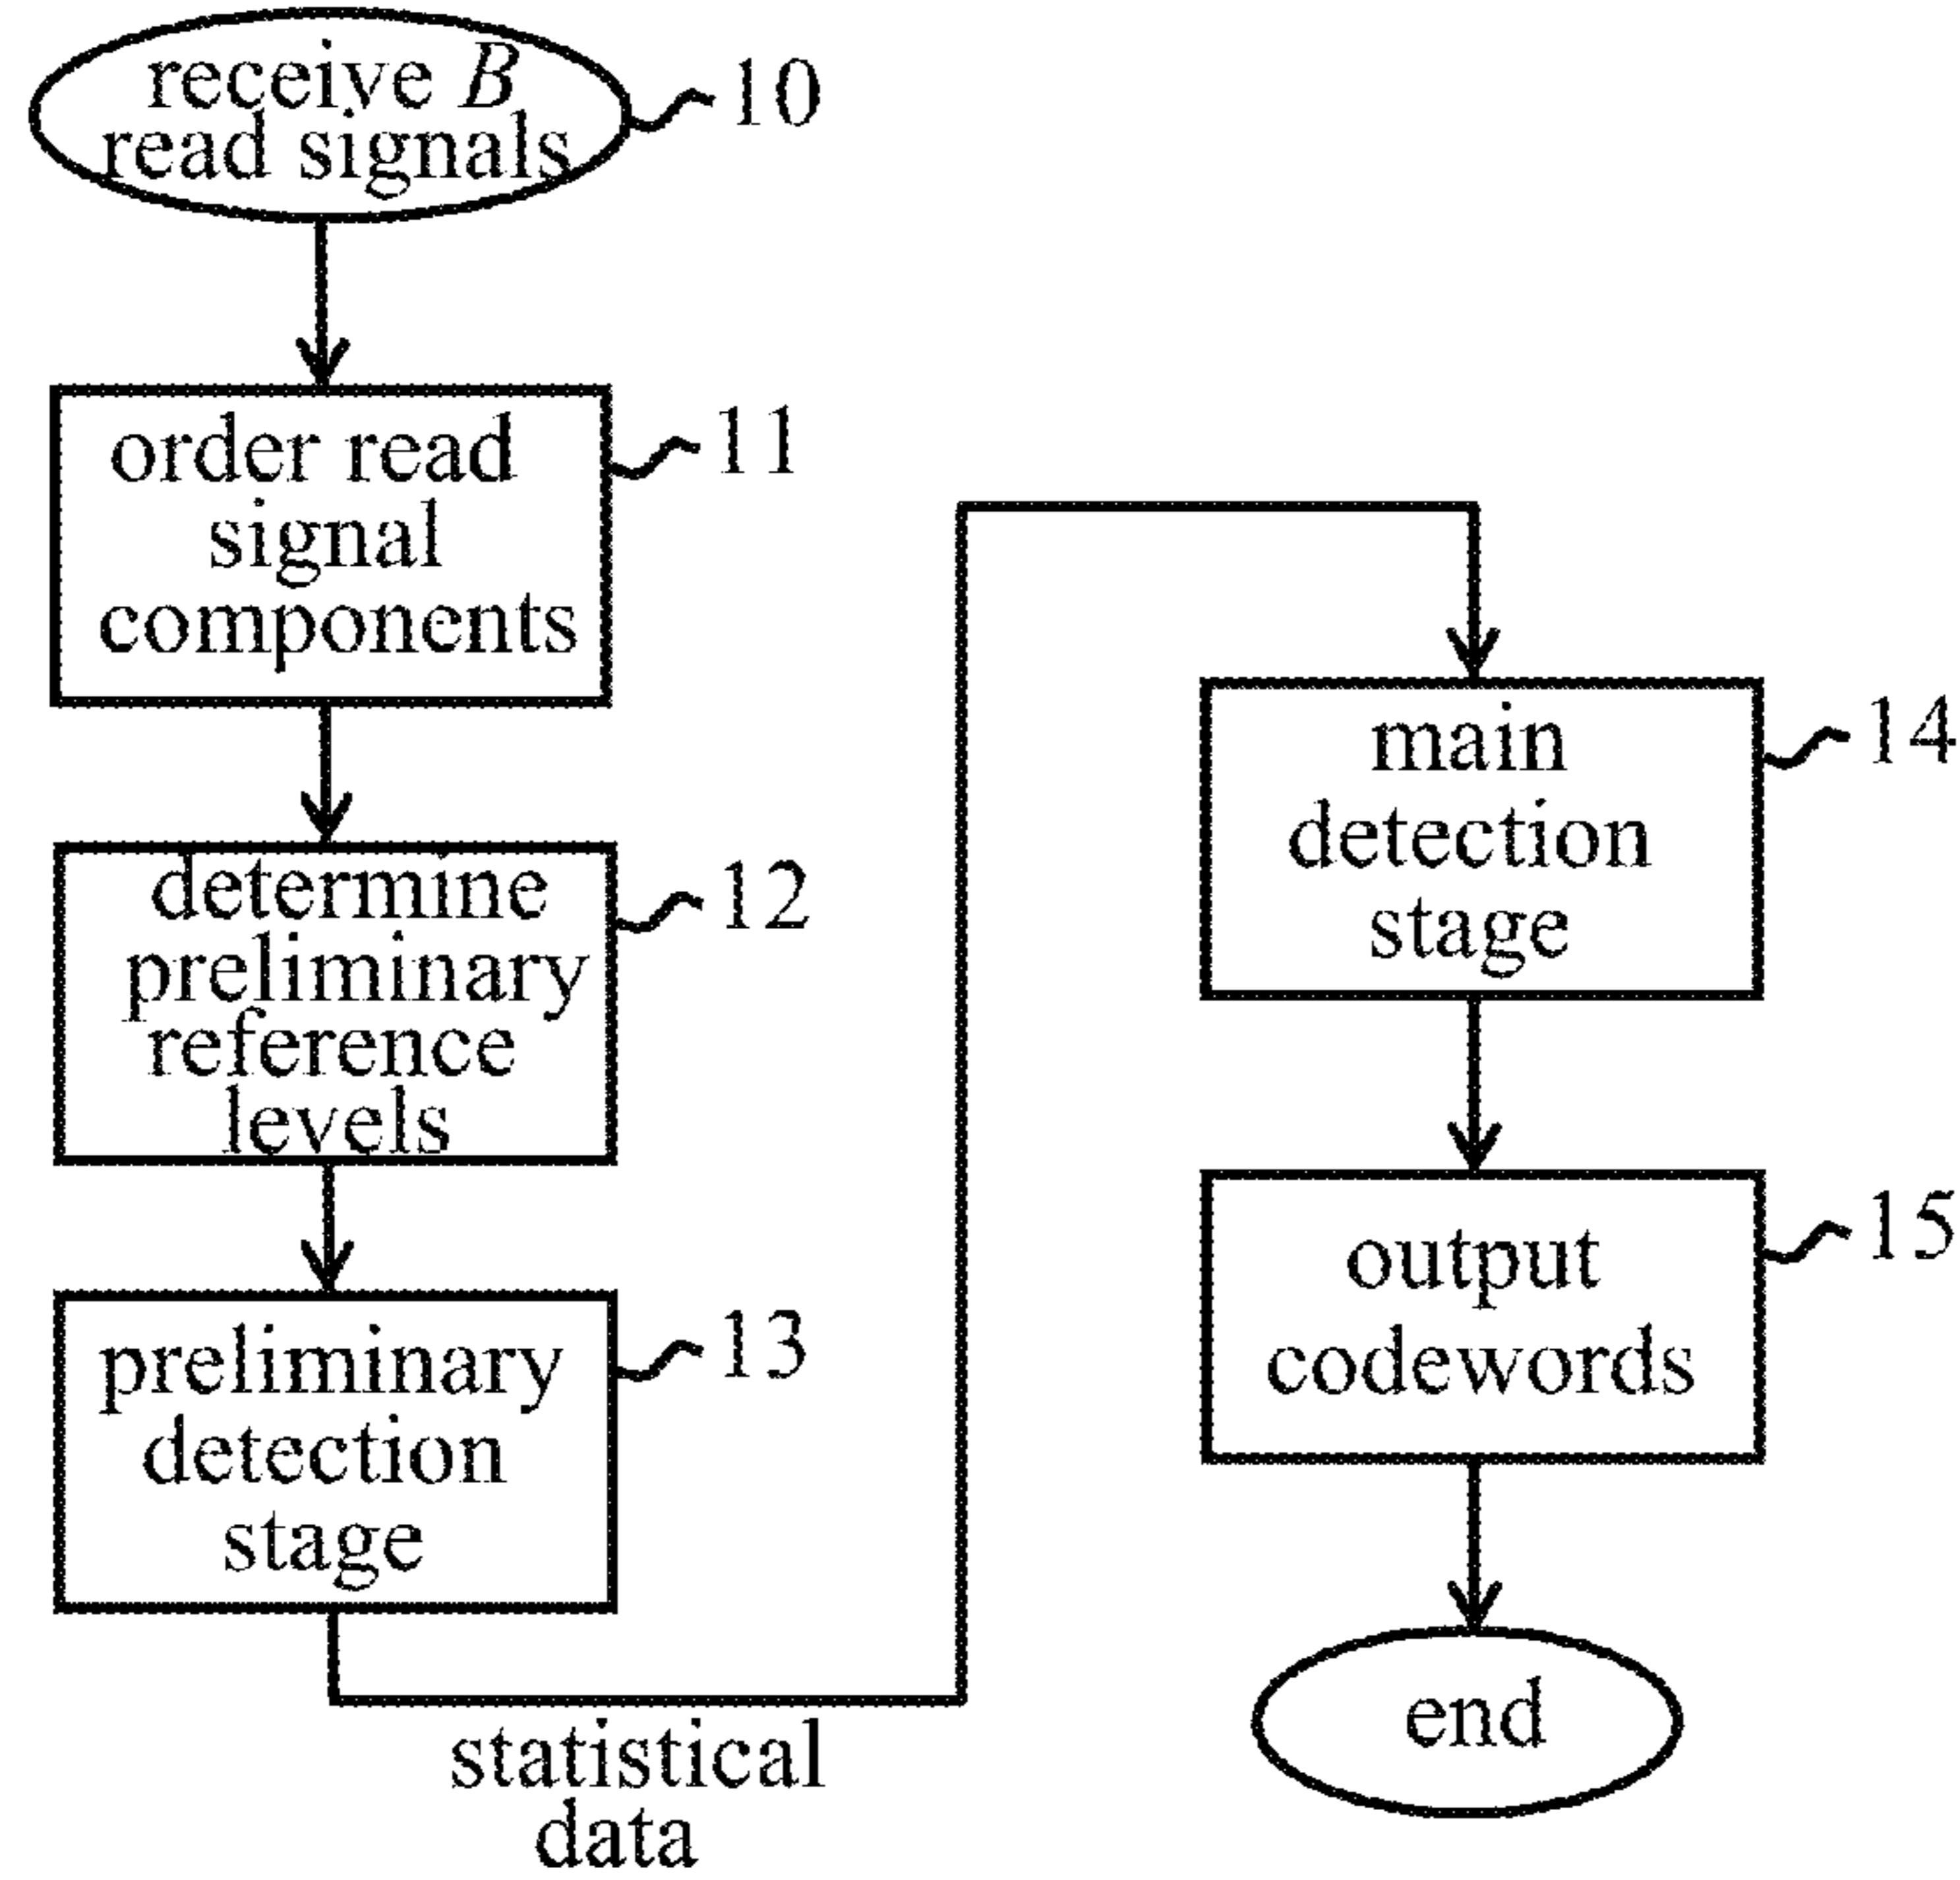 receive B
read signals
10
order read
signal
components
11
determine
preliminary
reference
levels
12
preliminary
detection
stage
13
statistical
data
main
detection
stage
14
output
codewords
15
end